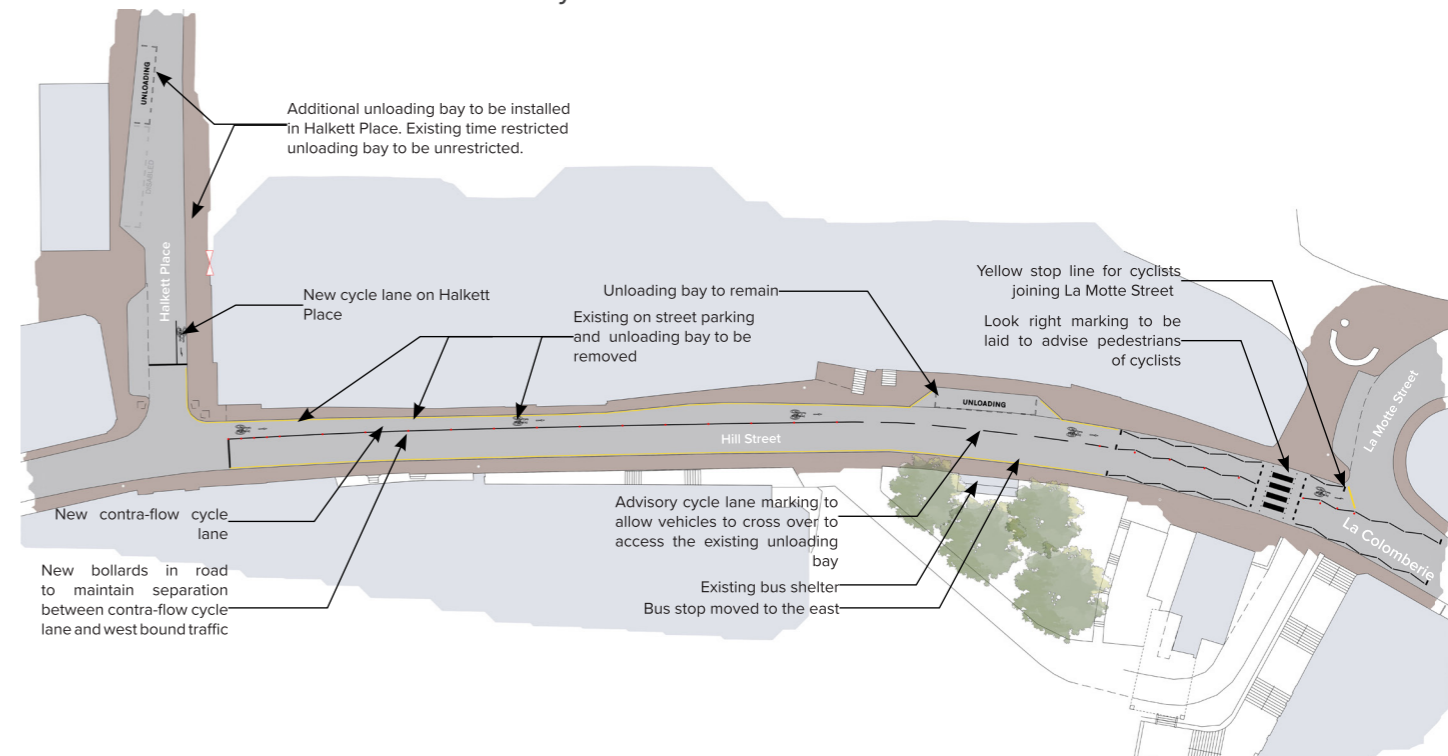 UNLOADING
Additional unloading bay to be installed
in Halkett Place. Existing time restricted
unloading bay to be unrestricted.
DISABLED
Halkett Place
New cycle lane on Halkett
Place
Unloading bay to remain
Existing on street parking
and unloading bay to be
removed
Yellow stop line for cyclists
joining La Motte Street
Look right marking to be
laid to advise pedestrians
of cyclists
UNLOADING
La Motte Street
Hill Street
New contra-flow cycle
lane
New bollards in road
to maintain separation
between contra-flow cycle
lane and west bound traffic
Advisory cycle lane marking to
allow vehicles to cross over to
access the existing unloading
bay
Existing bus shelter
Bus stop moved to the east
La Colomberie